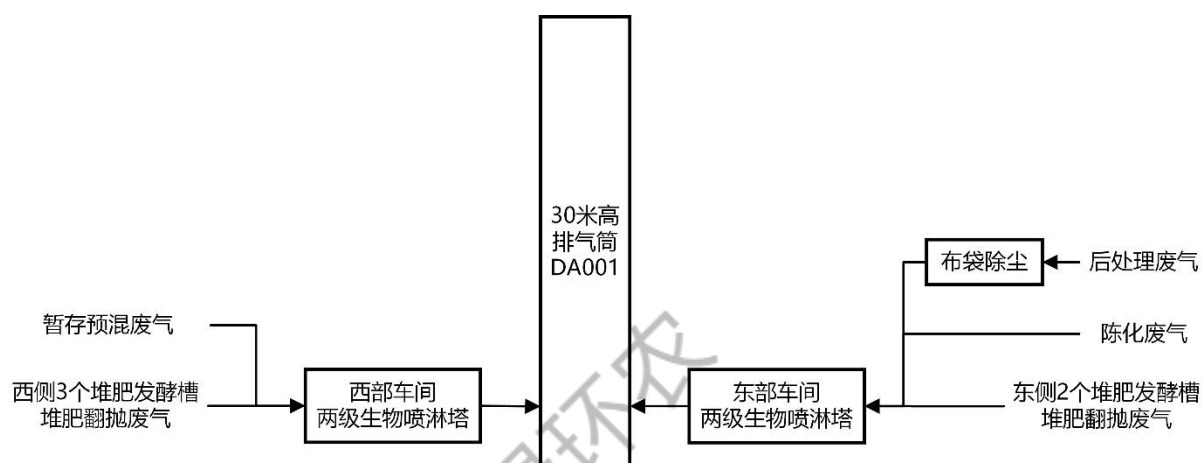 30米高
排气筒
DA001
布袋除尘
后处理废气
暂存预混废气
陈化废气
西侧3个堆肥发酵槽
堆肥翻抛废气
西部车间
两级生物喷淋塔
东部车间
两级生物喷淋塔
东侧2个堆肥发酵槽
堆肥翻抛废气
环农